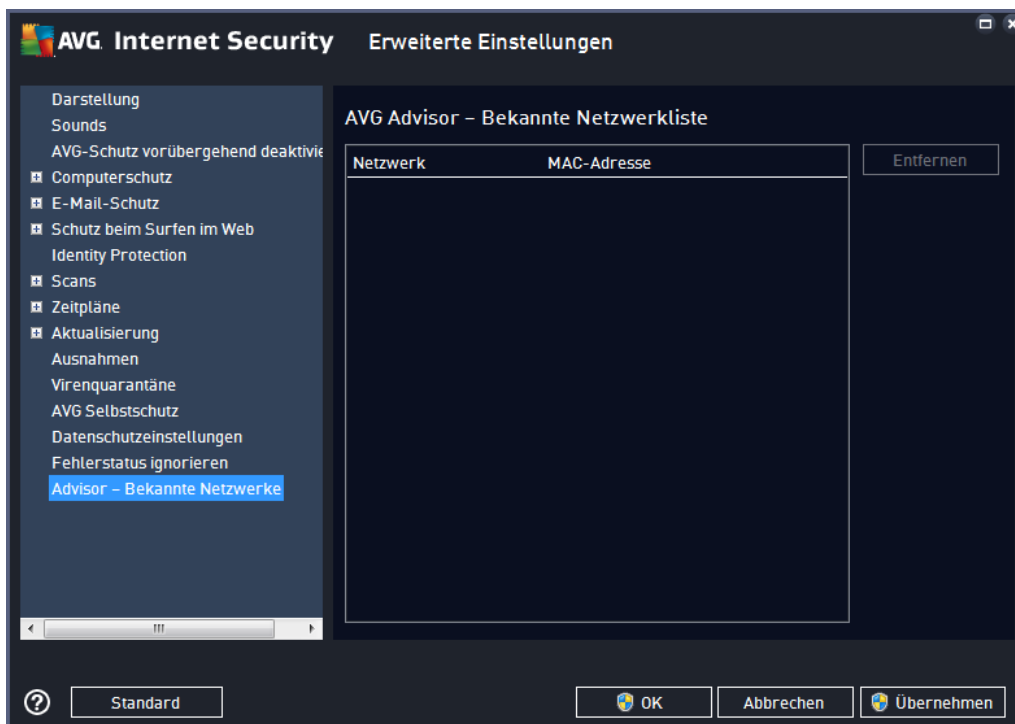 AVG. Internet Security
Erweiterte Einstellungen
Darstellung
Sounds
AVG-Schutz vorübergehend deaktivie
Computerschutz
E-Mail-Schutz
Schutz beim Surfen im Web
Identity Protection
Scans
Zeitpläne
Aktualisierung
Ausnahmen
Virenquarantäne
AVG Selbstschutz
Datenschutzeinstellungen
Fehlerstatus ignorieren
Advisor – Bekannte Netzwerke
AVG Advisor – Bekannte Netzwerkliste
Netzwerk MAC-Adresse
Entfernen
Standard
OK
Abbrechen
Übernehmen